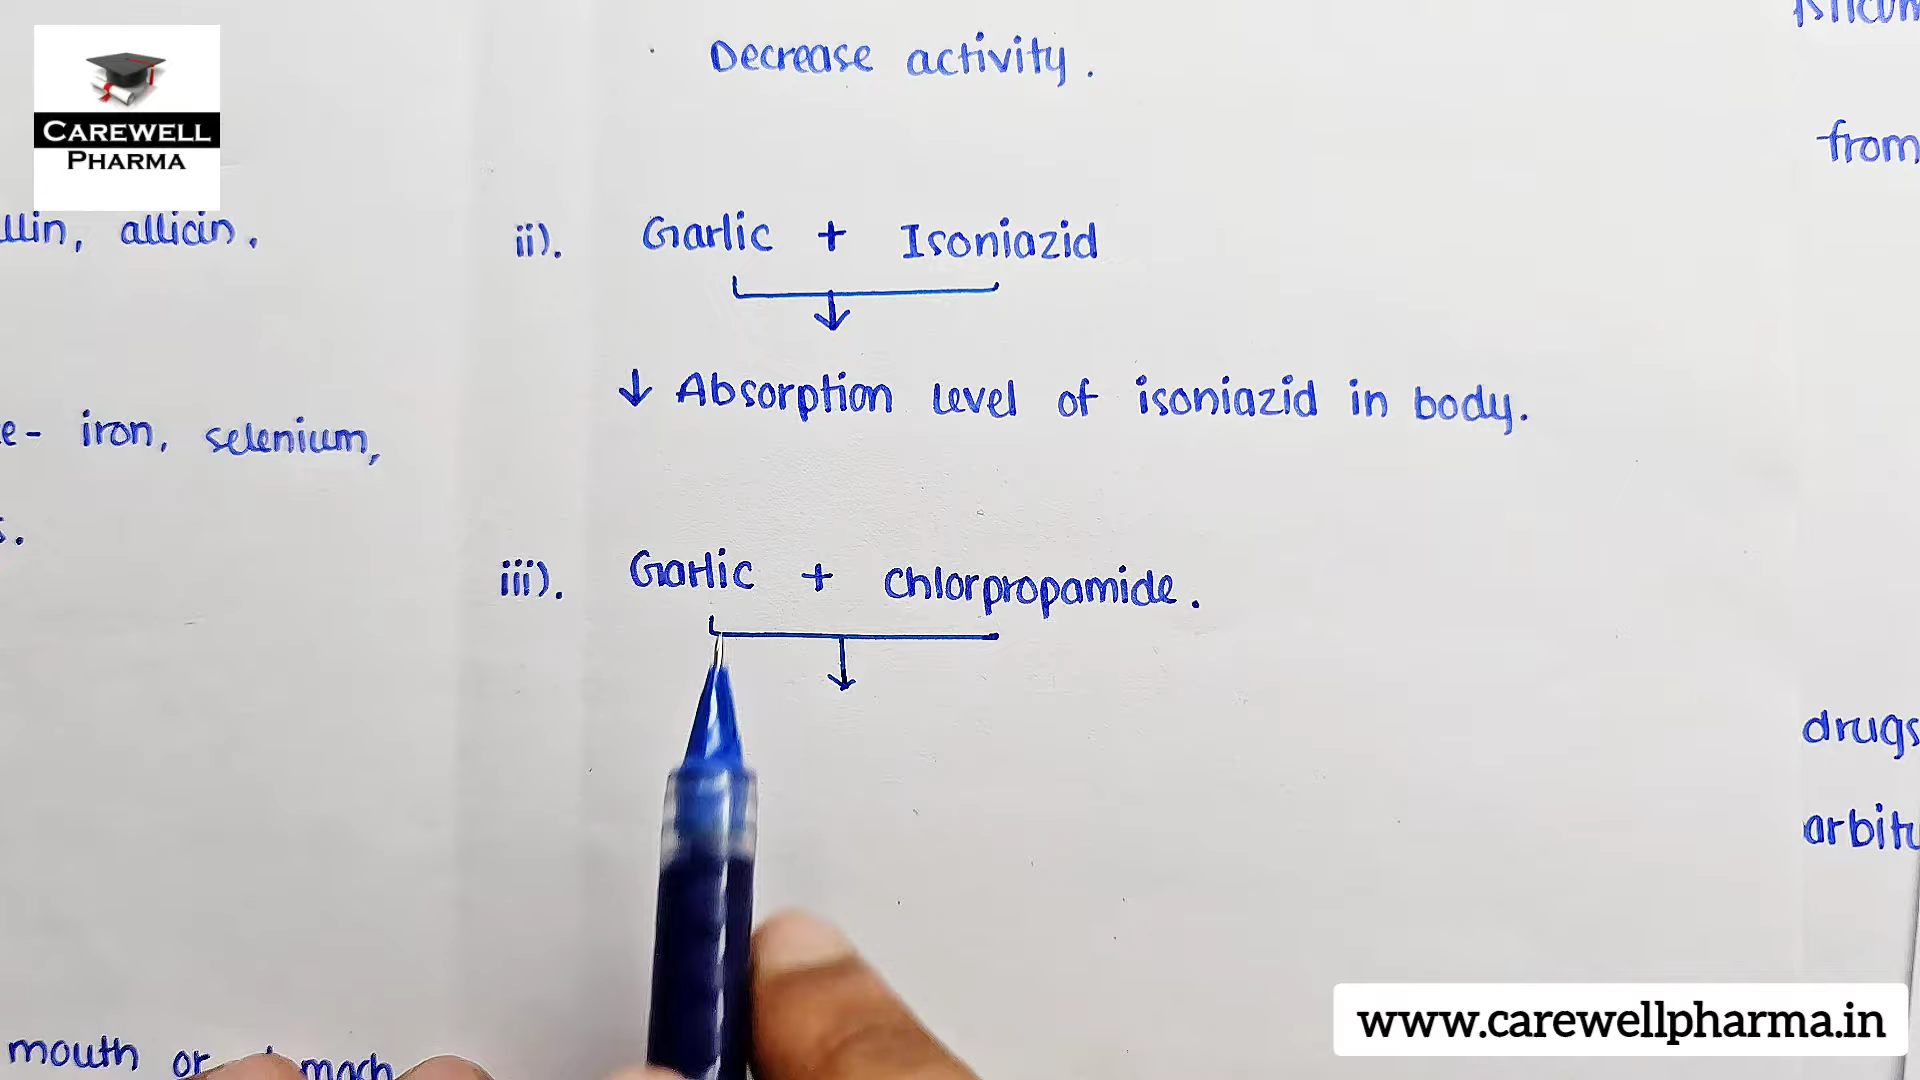 CAREWELL
PHARMA
Decrease activity.
from
allicin.
ii). Garlic + Isoniazid
↓ Absorption level of isoniazid in body.
iron, selenium,
iii). Garlic + Chlorpropamide.
drugs
mouth or
www.carewellpharma.in